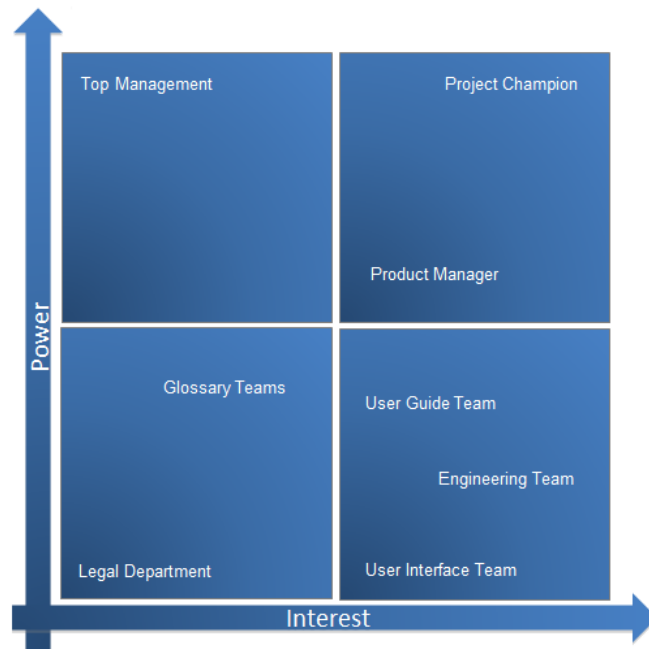 Top Management
Project Champion
Product Manager
Power
Glossary Teams
User Guide Team
Engineering Team
Legal Department
User Interface Team
Interest